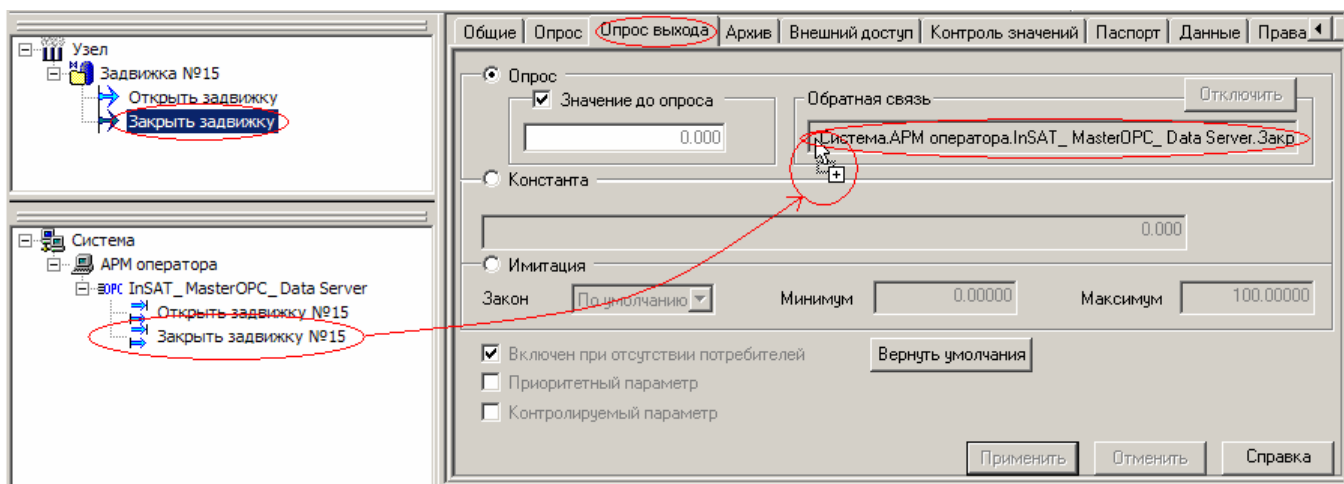 Узел
Задвижка №15
Открыть задвижку
Закрыть задвижку
Система
АРМ оператора
OPC InSAT_MasterOPC_Data Server
Открыть задвижку №15
Закрыть задвижку №15
Общие Опрос Опрос выхода Архив Внешний доступ Контроль значений Паспорт Данные Права
Опрос
Значение до опроса
0.000
Обратная связь
Отключить
Система.АРМ оператора.InSAT_ MasterOPC_ Data Server.Закр
Константа
0.000
Имитация
Закон По умолчанию Минимум 0.00000 Максимум 100.00000
Включен при отсутствии потребителей
Вернуть умолчания
Приоритетный параметр
Контролируемый параметр
Применить Отменить Справка